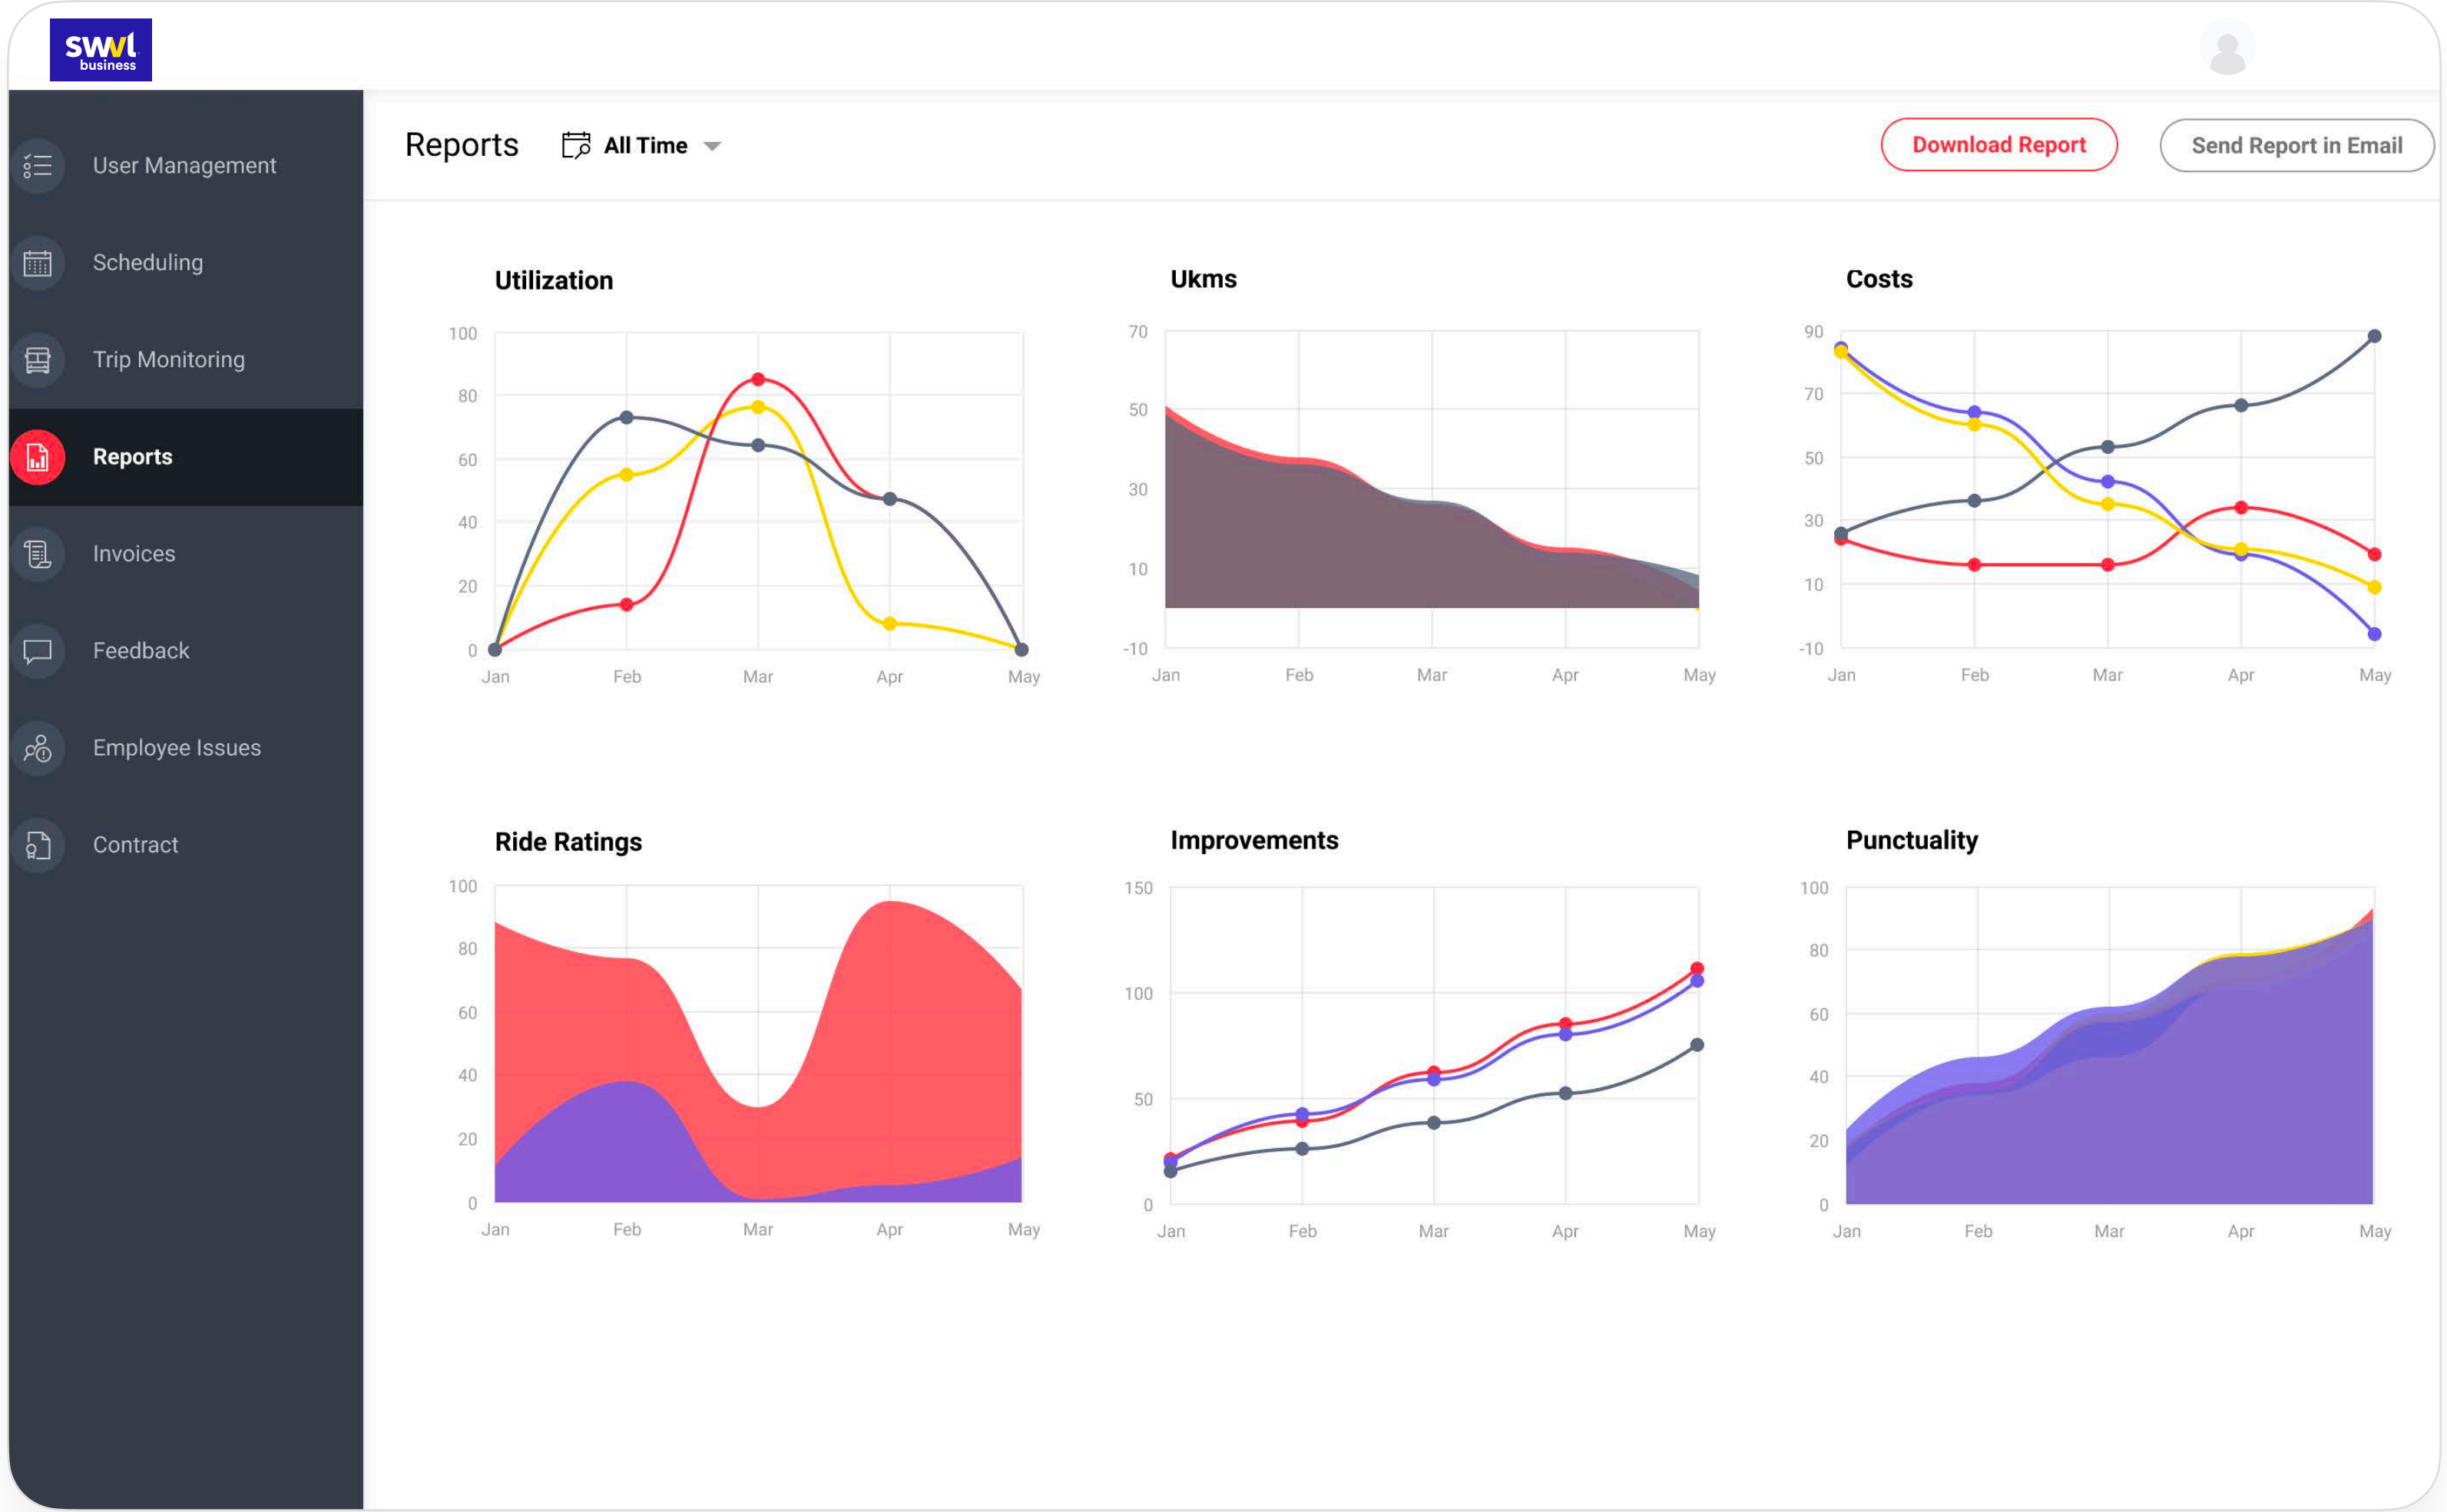 swvl
business
Reports
All Time
Download Report
Send Report in Email
User Management
Scheduling
Trip Monitoring
Reports
Invoices
Feedback
Employee Issues
Contract
Utilization
100
80
60
40
20
0
Jan Feb Mar Apr May
Ukms
70
50
30
10
-10
Jan Feb Mar Apr May
Costs
90
70
50
30
10
-10
Jan Feb Mar Apr May
Ride Ratings
100
80
60
40
20
0
Jan Feb Mar Apr May
Improvements
150
100
50
0
Jan Feb Mar Apr May
Punctuality
100
80
60
40
20
0
Jan Feb Mar Apr May